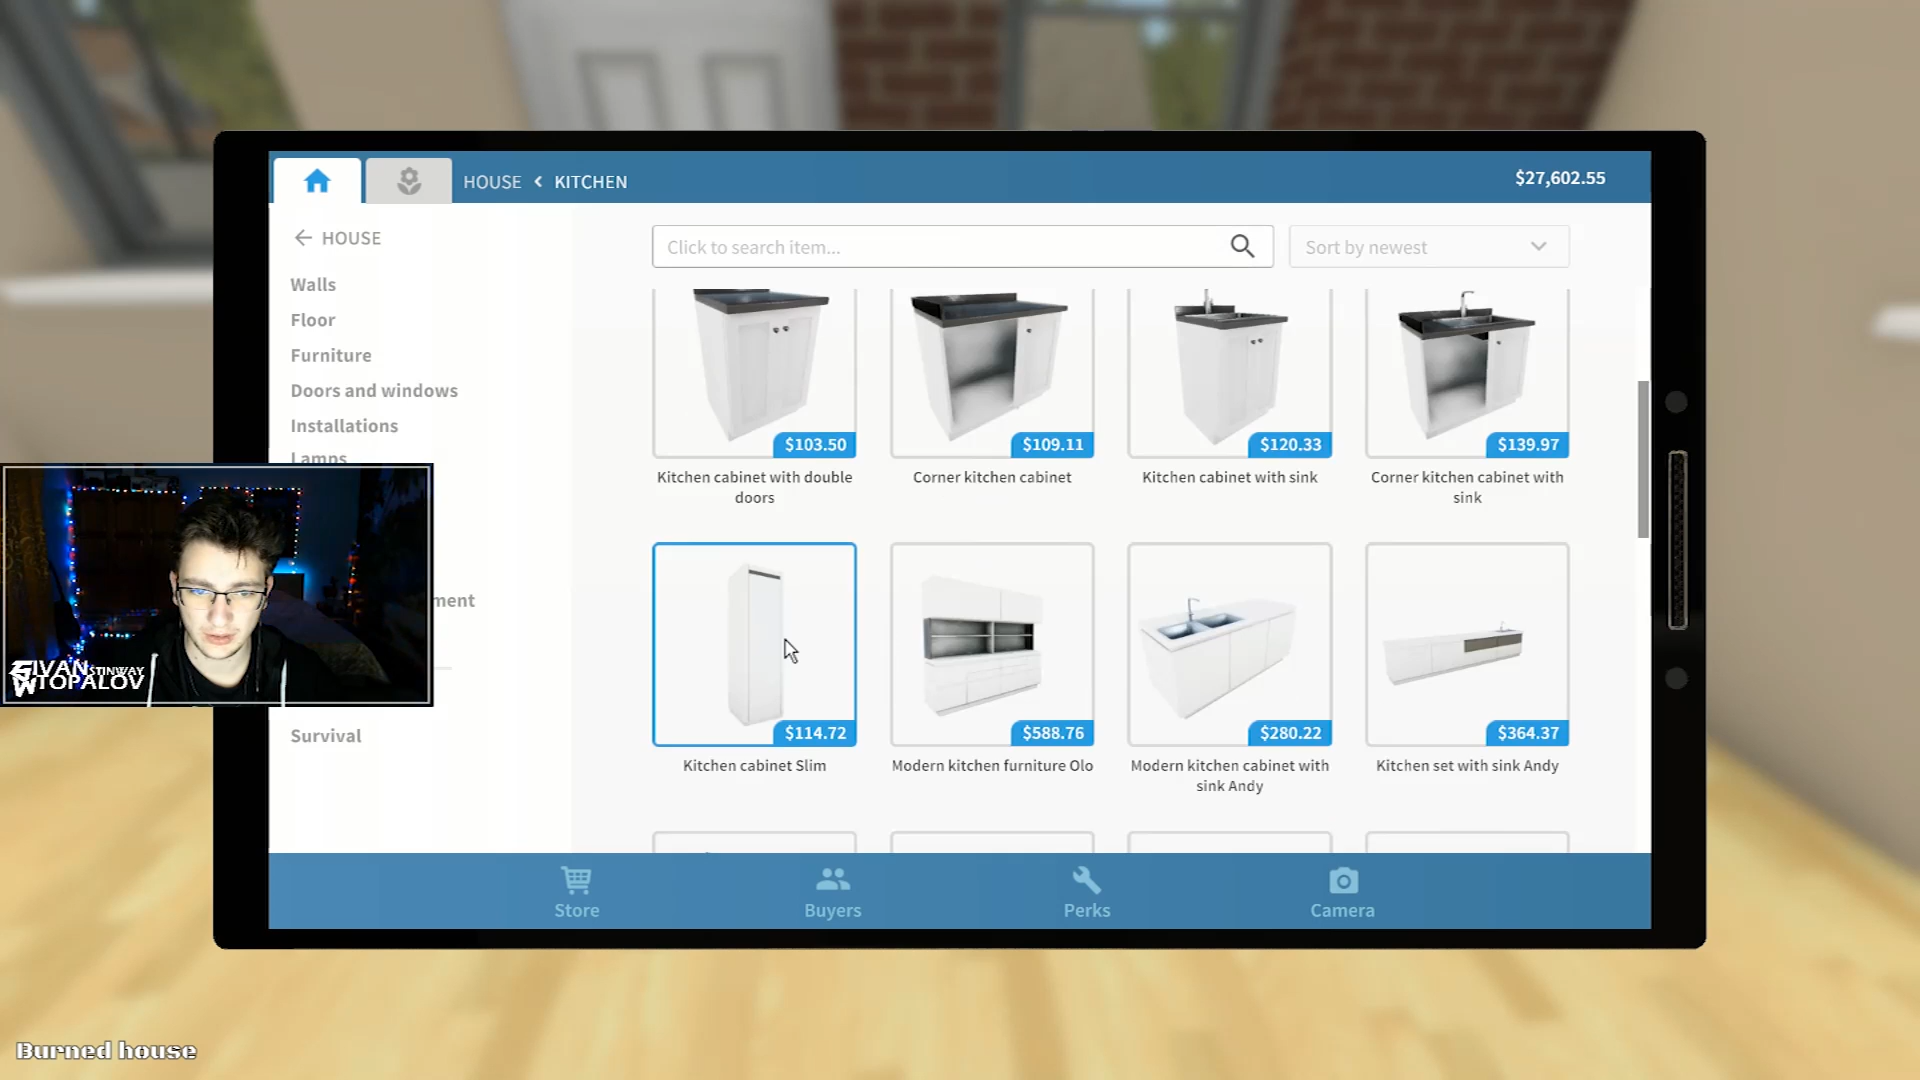 HOUSE < KITCHEN
$27,602.55
HOUSE
Click to search item...
Sort by newest
Walls
Floor
Furniture
Doors and windows
Installations
Lamps
ment
Survival
$103.50
$109.11
$120.33
$139.97
Kitchen cabinet with double
doors
Corner kitchen cabinet
Kitchen cabinet with sink
Corner kitchen cabinet with
sink
$114.72
$588.76
$280.22
$364.37
Kitchen cabinet Slim
Modern kitchen furniture Olo
Modern kitchen cabinet with
sink Andy
Kitchen set with sink Andy
IVAN STINWAY
TOPALOV
Store
Buyers
Perks
Camera
Burned house